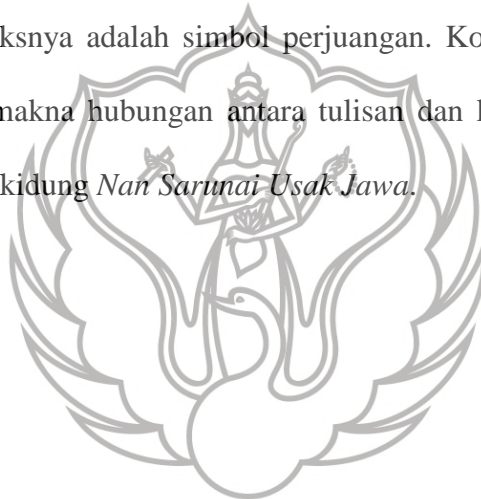 ksnya adalah simbol perjuangan. Ko
makna hubungan antara tulisan dan
kidung Nan Sarunai Usak Jawa.